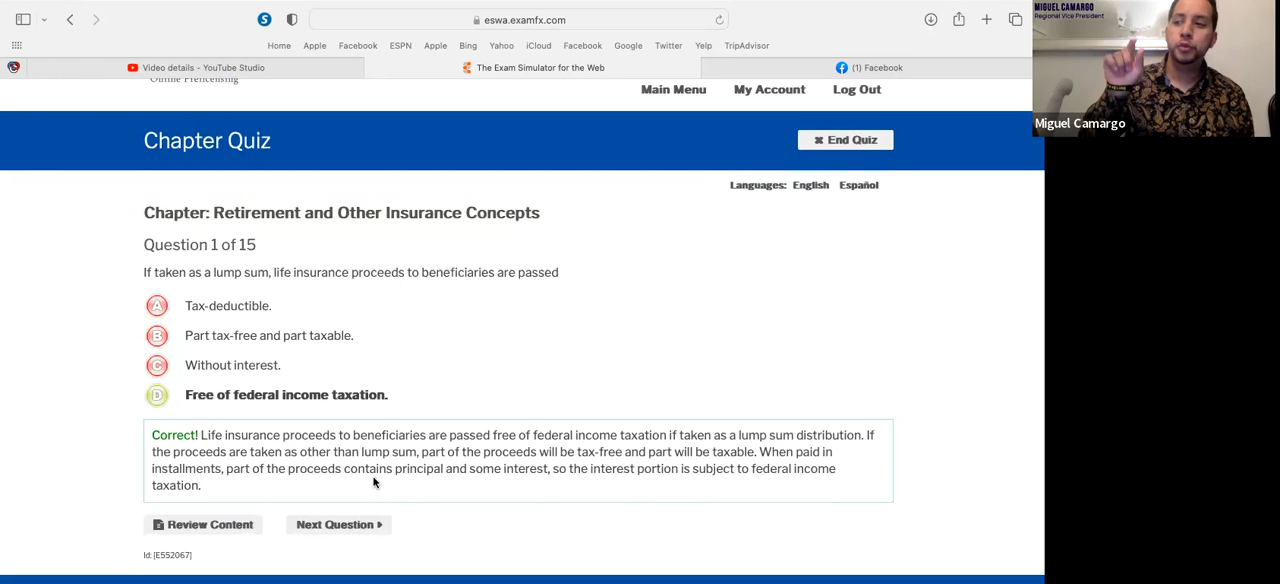 eswa.examfx.com
Home Apple Facebook ESPN Apple Bing Yahoo iCloud Facebook Google Twitter Yelp TripAdvisor
Video details - YouTube Studio
The Exam Simulator for the Web
(1) Facebook
MIGUEL CAMARGO
Regional Vice President
Miguel Camargo
Online Prelicensing
Main Menu My Account Log Out
Chapter Quiz
✖ End Quiz
Languages: English Español
Chapter: Retirement and Other Insurance Concepts
Question 1 of 15
If taken as a lump sum, life insurance proceeds to beneficiaries are passed
A Tax-deductible.
B Part tax-free and part taxable.
C Without interest.
D Free of federal income taxation.
Correct! Life insurance proceeds to beneficiaries are passed free of federal income taxation if taken as a lump sum distribution. If
the proceeds are taken as other than lump sum, part of the proceeds will be tax-free and part will be taxable. When paid in
installments, part of the proceeds contains principal and some interest, so the interest portion is subject to federal income
taxation.
Review Content Next Question
Id: [E552067]